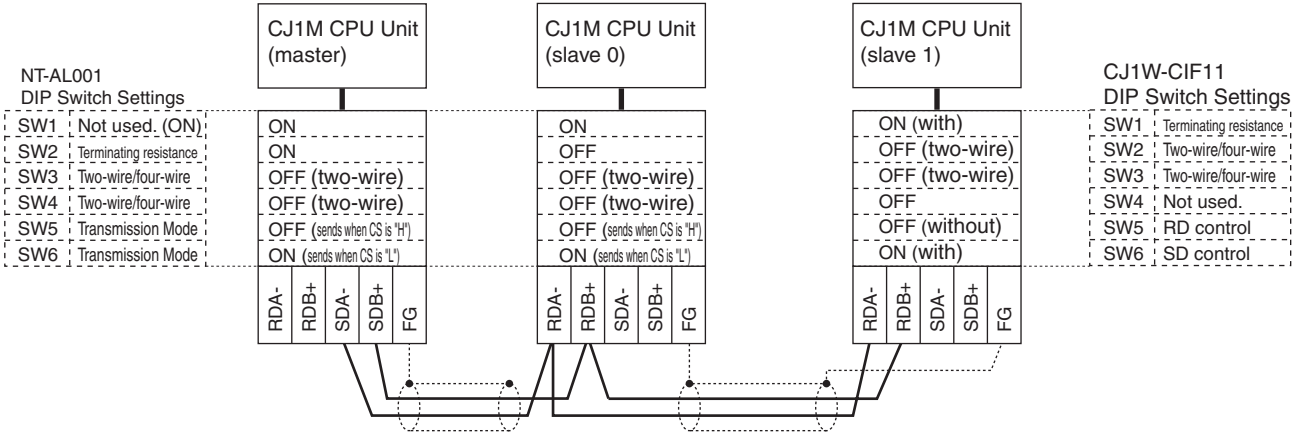 CJ1M CPU Unit
(master)
CJ1M CPU Unit
(slave 0)
CJ1M CPU Unit
(slave 1)
NT-AL001
DIP Switch Settings
SW1 Not used. (ON)
SW2 Terminating resistance
SW3 Two-wire/four-wire
SW4 Two-wire/four-wire
SW5 Transmission Mode
SW6 Transmission Mode
ON
ON
OFF (two-wire)
OFF (two-wire)
OFF (sends when CS is "H")
ON (sends when CS is "L")
RDA-
RDB+
SDA-
SDB+
FG
ON
OFF
OFF (two-wire)
OFF (two-wire)
OFF (sends when CS is "H")
ON (sends when CS is "L")
RDA-
RDB+
SDA-
SDB+
FG
ON (with)
OFF (two-wire)
OFF (two-wire)
OFF
OFF (without)
ON (with)
RDA-
RDB+
SDA-
SDB+
FG
CJ1W-CIF11
DIP Switch Settings
SW1 Terminating resistance
SW2 Two-wire/four-wire
SW3 Two-wire/four-wire
SW4 Not used.
SW5 RD control
SW6 SD control